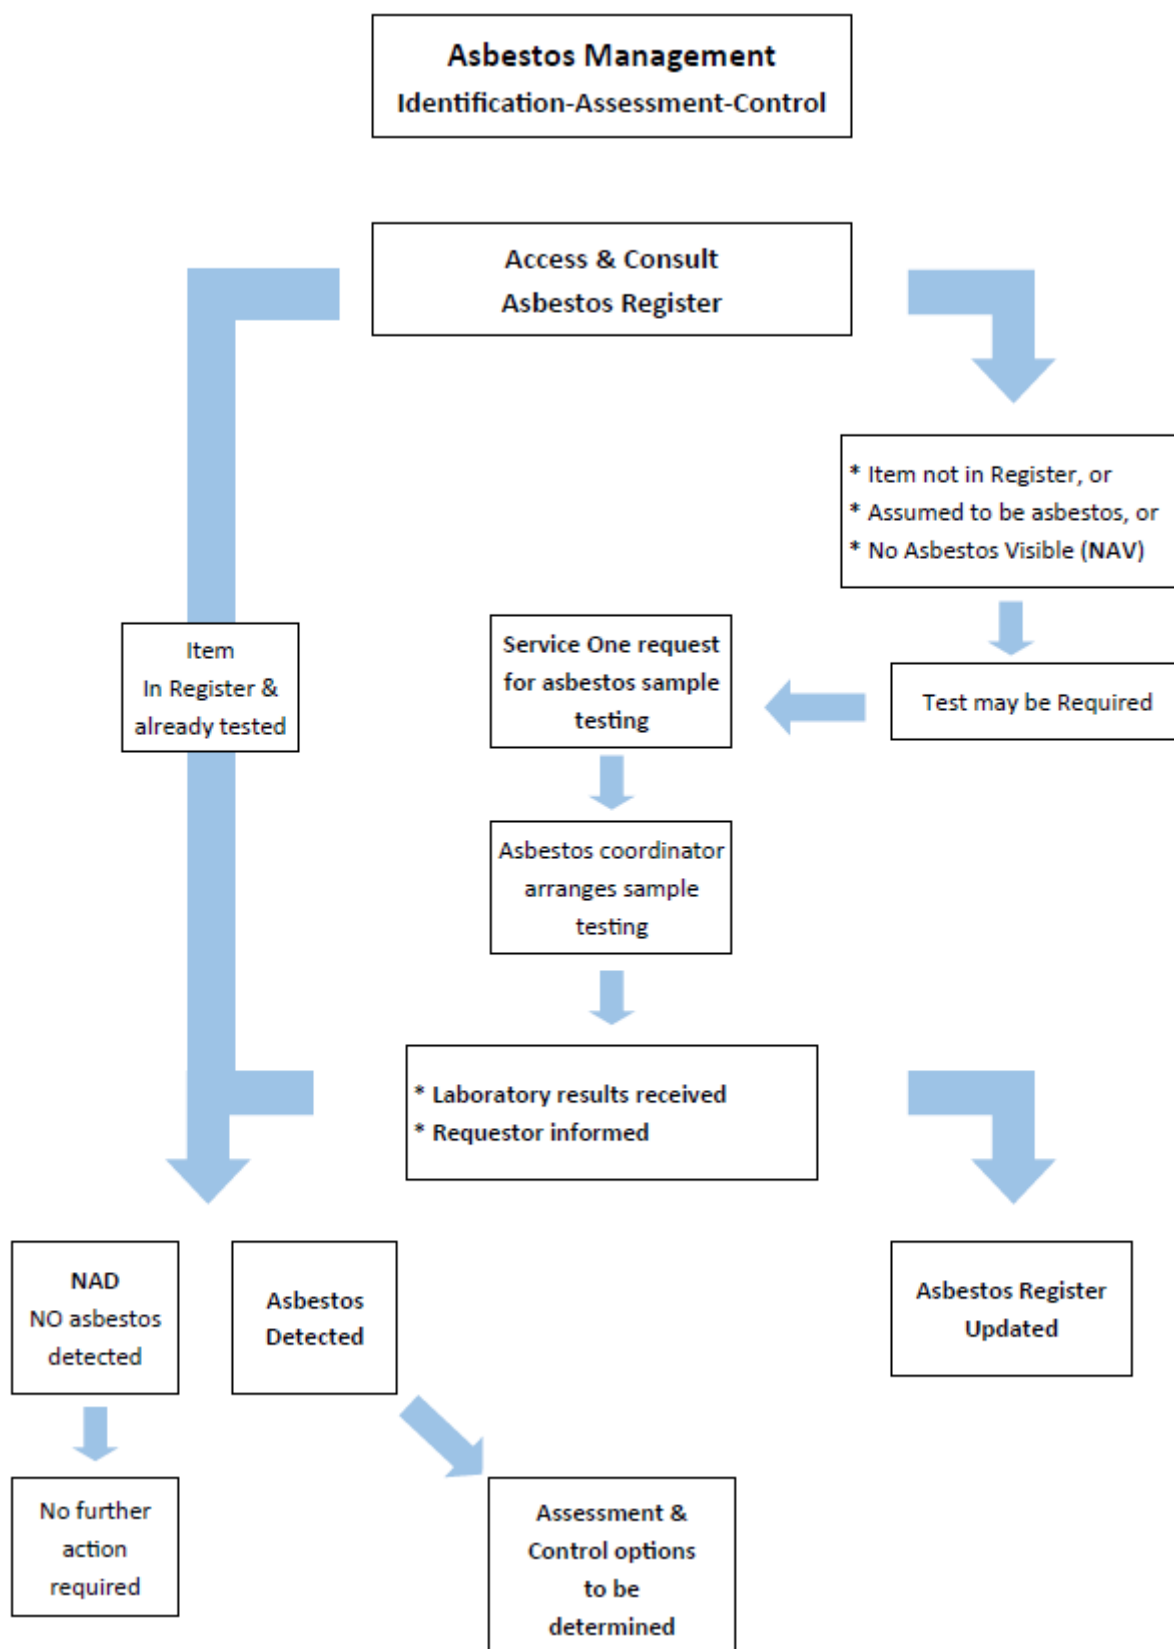 Asbestos Management
Identification-Assessment-Control
Access & Consult
Asbestos Register
* Item not in Register, or
* Assumed to be asbestos, or
* No Asbestos Visible (NAV)
Item
In Register &
already tested
Service One request
for asbestos sample
testing
Test may be Required
Asbestos coordinator
arranges sample
testing
* Laboratory results received
* Requestor informed
NAD
NO asbestos
detected
Asbestos
Detected
Asbestos Register
Updated
No further
action
required
Assessment &
Control options
to be
determined